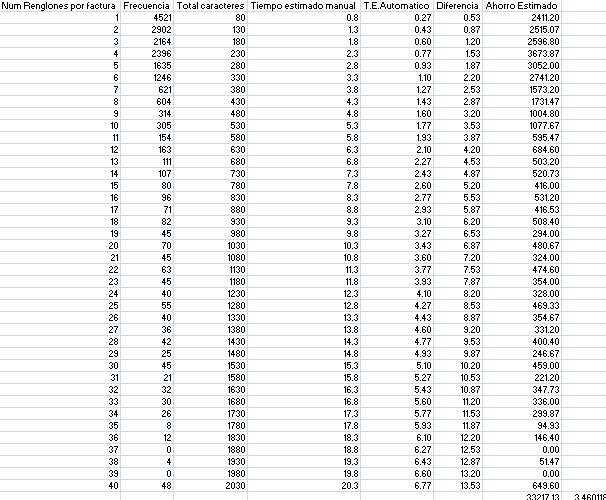 Num Renglones por factura Frecuencia Total caracteres Tiempo estimado manual T.E.Automatico Diferencia Ahorro Estimado
1 4521 80 0.8 0.27 0.53 2411.20
2 2902 130 1.3 0.43 0.87 2515.07
3 2164 180 1.8 0.60 1.20 2596.80
4 2396 230 2.3 0.77 1.53 3673.87
5 1635 280 2.8 0.93 1.87 3052.00
6 1246 330 3.3 1.10 2.20 2741.20
7 621 380 3.8 1.27 2.53 1573.20
8 604 430 4.3 1.43 2.87 1731.47
9 314 480 4.8 1.60 3.20 1004.80
10 305 530 5.3 1.77 3.53 1077.67
11 154 580 5.8 1.93 3.87 595.47
12 163 630 6.3 2.10 4.20 684.60
13 111 680 6.8 2.27 4.53 503.20
14 107 730 7.3 2.43 4.87 520.73
15 80 780 7.8 2.60 5.20 416.00
16 96 830 8.3 2.77 5.53 531.20
17 71 880 8.8 2.93 5.87 416.53
18 82 930 9.3 3.10 6.20 508.40
19 45 980 9.8 3.27 6.53 294.00
20 70 1030 10.3 3.43 6.87 480.67
21 45 1080 10.8 3.60 7.20 324.00
22 63 1130 11.3 3.77 7.53 474.60
23 45 1180 11.8 3.93 7.87 354.00
24 40 1230 12.3 4.10 8.20 328.00
25 55 1280 12.8 4.27 8.53 469.33
26 40 1330 13.3 4.43 8.87 354.67
27 36 1380 13.8 4.60 9.20 331.20
28 42 1430 14.3 4.77 9.53 400.40
29 25 1480 14.8 4.93 9.87 246.67
30 45 1530 15.3 5.10 10.20 459.00
31 21 1580 15.8 5.27 10.53 221.20
32 32 1630 16.3 5.43 10.87 347.73
33 30 1680 16.8 5.60 11.20 336.00
34 26 1730 17.3 5.77 11.53 299.87
35 8 1780 17.8 5.93 11.87 94.93
36 12 1830 18.3 6.10 12.20 146.40
37 0 1880 18.8 6.27 12.53 0.00
38 4 1930 19.3 6.43 12.87 51.47
39 0 1980 19.8 6.60 13.20 0.00
40 48 2030 20.3 6.77 13.53 649.60
33217.13 3.460118